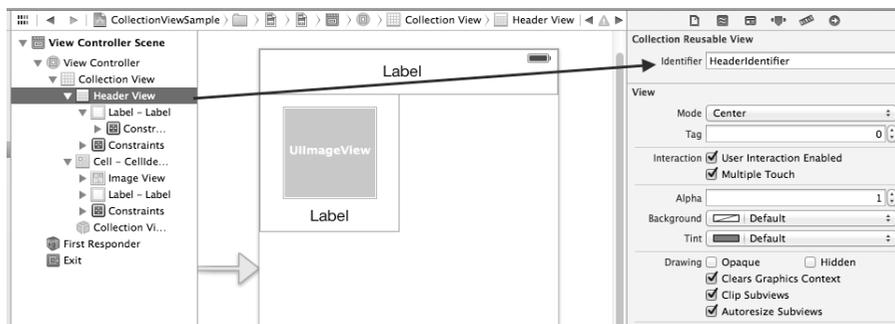 CollectionViewSample
Collection View
Header View
View Controller Scene
View Controller
Collection View
Header View
Label - Label
Constr...
Constraints
Cell - CellIde...
Image View
Label - Label
Constraints
Collection Vi...
First Responder
Exit
Label
UIImageView
Label
Collection Reusable View
Identifier HeaderIdentifier
View
Mode Center
Tag 0
Interaction User Interaction Enabled
Multiple Touch
Alpha 1
Background Default
Tint Default
Drawing Opaque Hidden
Clears Graphics Context
Clip Subviews
Autoresize Subviews